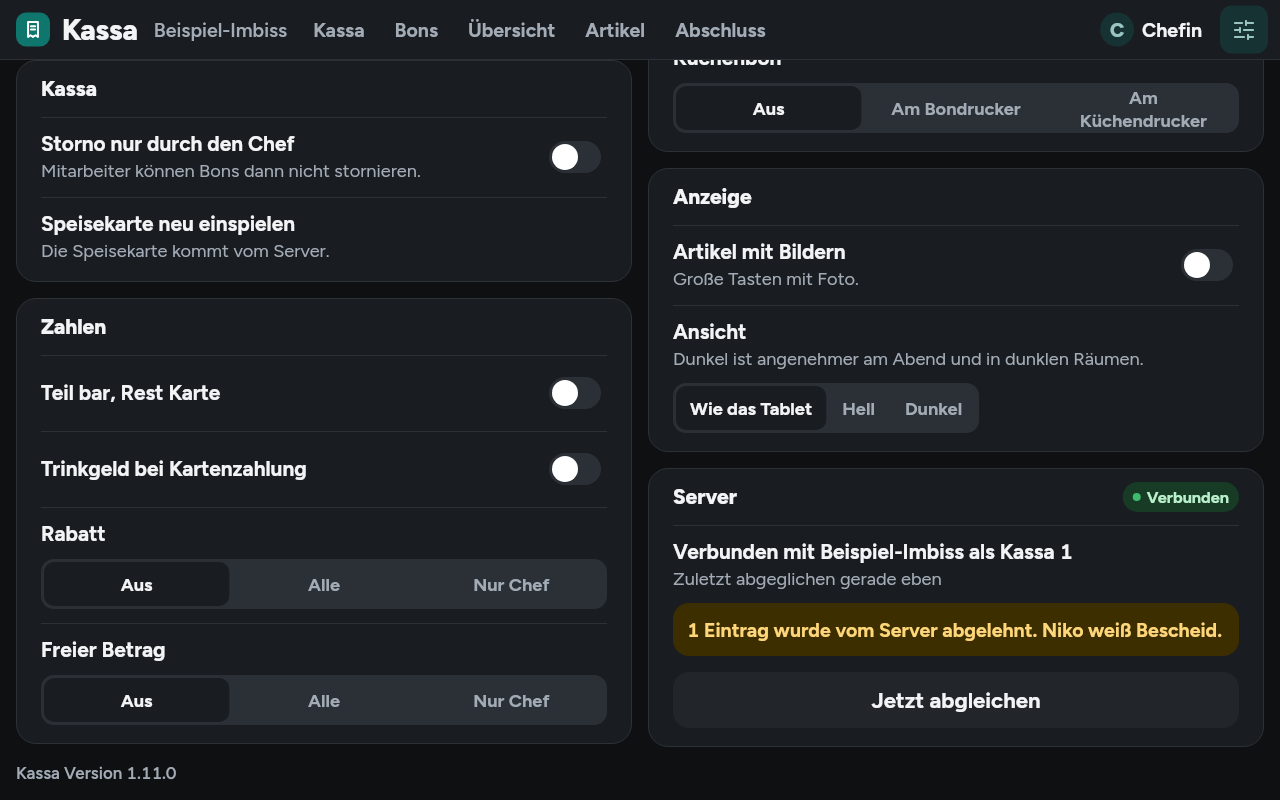 Kassa Beispiel-Imbiss Kassa Bons Übersicht Artikel Abschluss C Chefin
Kassa
Storno nur durch den Chef
Mitarbeiter können Bons dann nicht stornieren.
Speisekarte neu einspielen
Die Speisekarte kommt vom Server.
Zahlen
Teil bar, Rest Karte
Trinkgeld bei Kartenzahlung
Rabatt
Aus Alle Nur Chef
Freier Betrag
Aus Alle Nur Chef
Küchenbon
Aus Am Bondrucker Am
Küchendrucker
Anzeige
Artikel mit Bildern
Große Tasten mit Foto.
Ansicht
Dunkel ist angenehmer am Abend und in dunklen Räumen.
Wie das Tablet Hell Dunkel
Server Verbunden
Verbunden mit Beispiel-Imbiss als Kassa 1
Zuletzt abgeglichen gerade eben
1 Eintrag wurde vom Server abgelehnt. Niko weiß Bescheid.
Jetzt abgleichen
Kassa Version 1.11.0